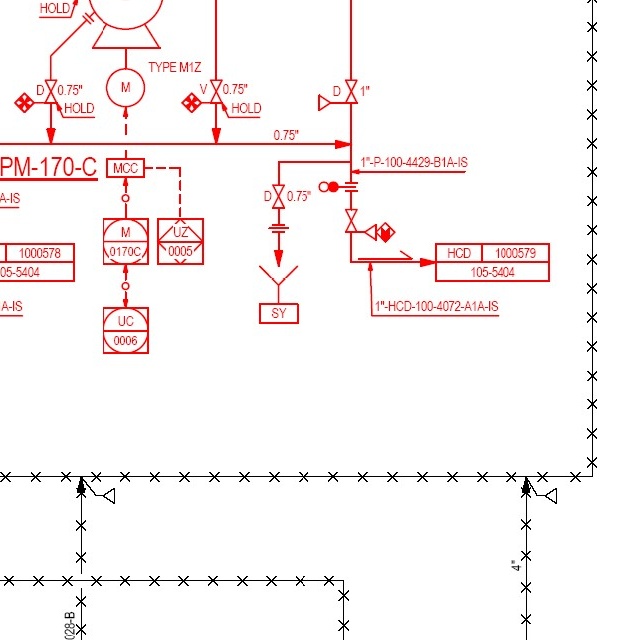 HOLD
TYPE M1Z
D 0.75"
HOLD
M
V 0.75"
HOLD
D 1"
0.75"
PM-170-C
MCC
1"-P-100-4429-B1A-IS
A-IS
D 0.75"
M
0170C
UZ
0005
1000578
05-5404
HCD 1000579
105-5404
A-IS
SY
1"-HCD-100-4072-A1A-IS
UC
0006
4"
028-B